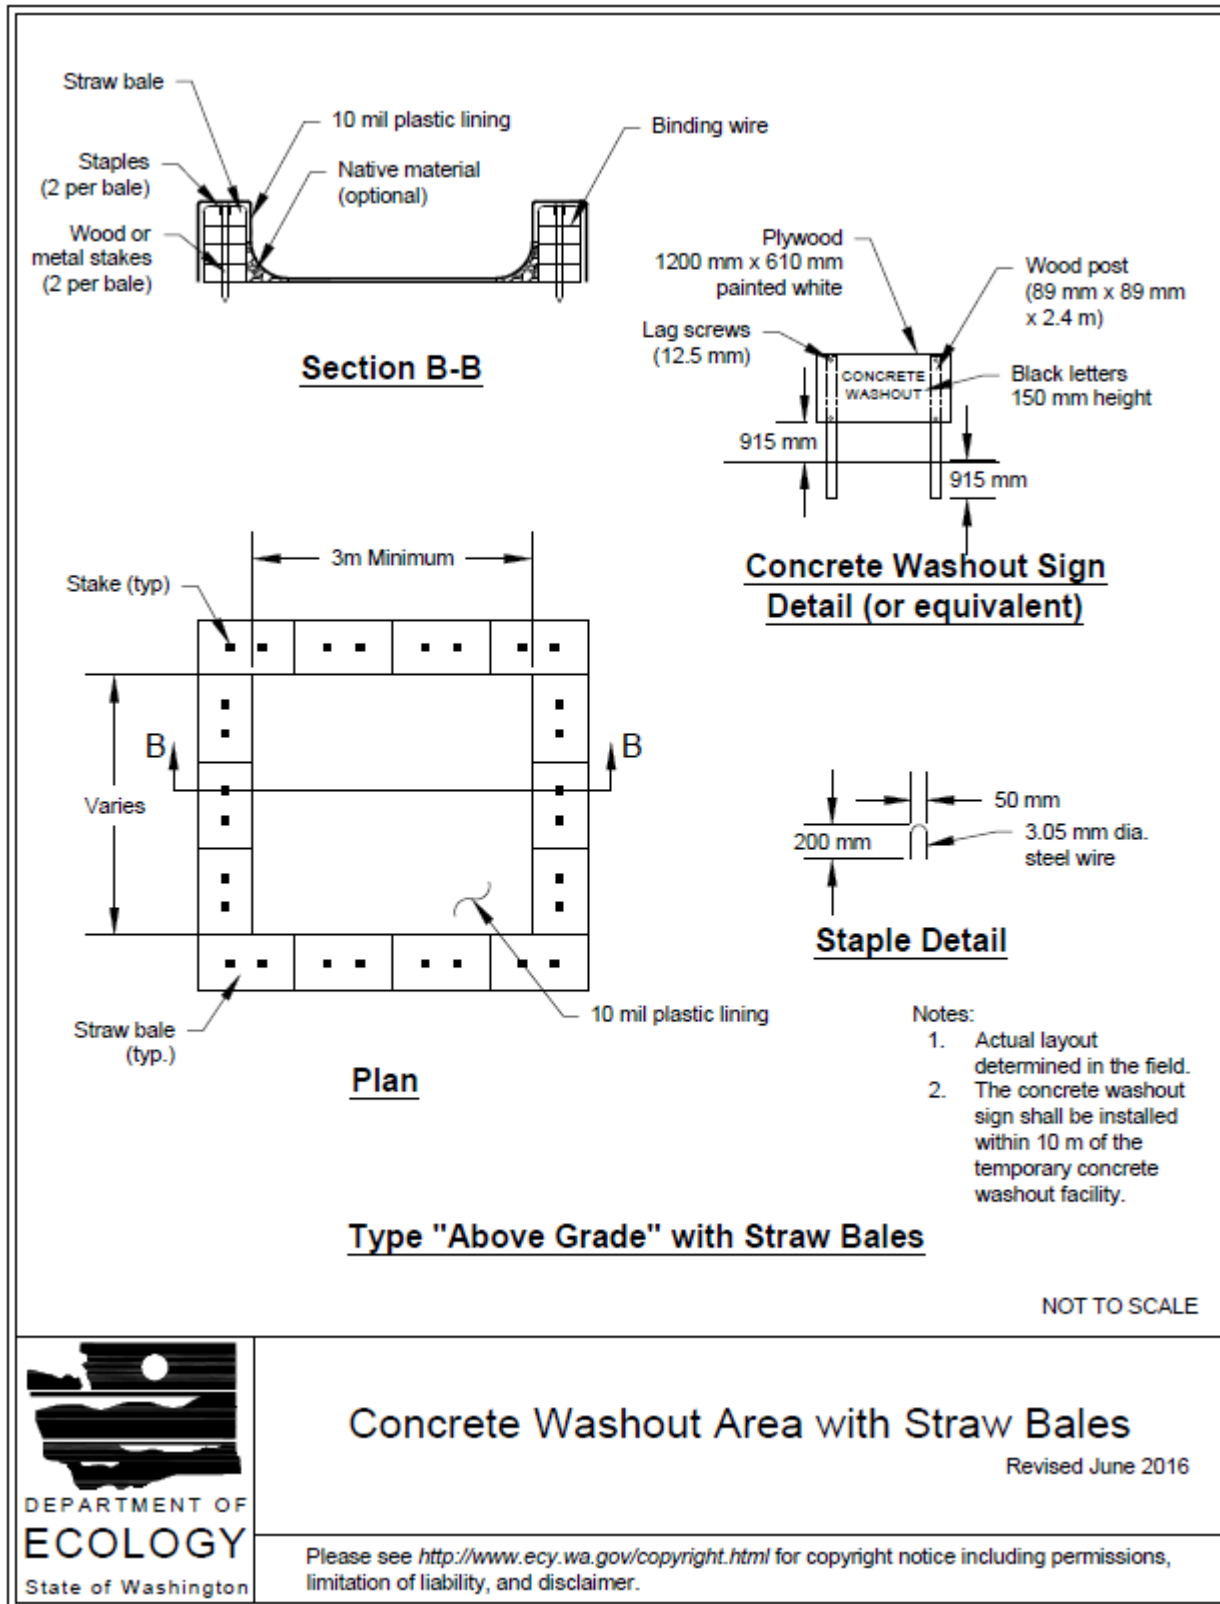 Straw bale
10 mil plastic lining
Binding wire
Staples
(2 per bale)
Native material
(optional)
Wood or
metal stakes
(2 per bale)
Section B-B
Plywood
1200 mm x 610 mm
painted white
Wood post
(89 mm x 89 mm
x 2.4 m)
Lag screws
(12.5 mm)
CONCRETE
WASHOUT
Black letters
150 mm height
915 mm
915 mm
Concrete Washout Sign
Detail (or equivalent)
3m Minimum
Stake (typ)
B
B
Varies
50 mm
200 mm
3.05 mm dia.
steel wire
Staple Detail
10 mil plastic lining
Straw bale
(typ.)
Plan
Notes:
1. Actual layout
determined in the field.
2. The concrete washout
sign shall be installed
within 10 m of the
temporary concrete
washout facility.
Type "Above Grade" with Straw Bales
NOT TO SCALE
DEPARTMENT OF
ECOLOGY
State of Washington
Concrete Washout Area with Straw Bales
Revised June 2016
Please see http://www.ecy.wa.gov/copyright.html for copyright notice including permissions,
limitation of liability, and disclaimer.